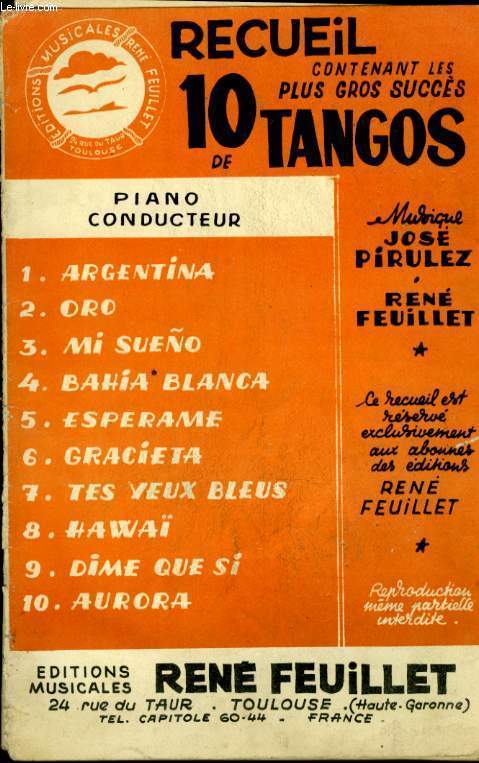 Le-livre.com
EDITIONS MUSICALES RENÉ FEUILLET
24 RUE DU TAUR
TOULOUSE
RECUEIL
CONTENANT LES
PLUS GROS SUCCÈS
10 TANGOS
DE
PIANO
CONDUCTEUR
1. ARGENTINA
2. ORO
3. MI SUEÑO
4. BAHÍA BLANCA
5. ESPERAME
6. GRACIETA
7. TES YEUX BLEUS
8. HAWAÏ
9. DIME QUE SI
10. AURORA
Musique
JOSÉ
PIRULEZ
RENÉ
FEUILLET
Ce recueil est
réservé
exclusivement
aux abonnés
des éditions
RENÉ
FEUILLET
Reproduction
même partielle
interdite.
EDITIONS
MUSICALES
RENÉ FEUILLET
24 rue du TAUR . TOULOUSE . (Haute-Garonne)
TEL. CAPITOLE 60-44 - FRANCE.